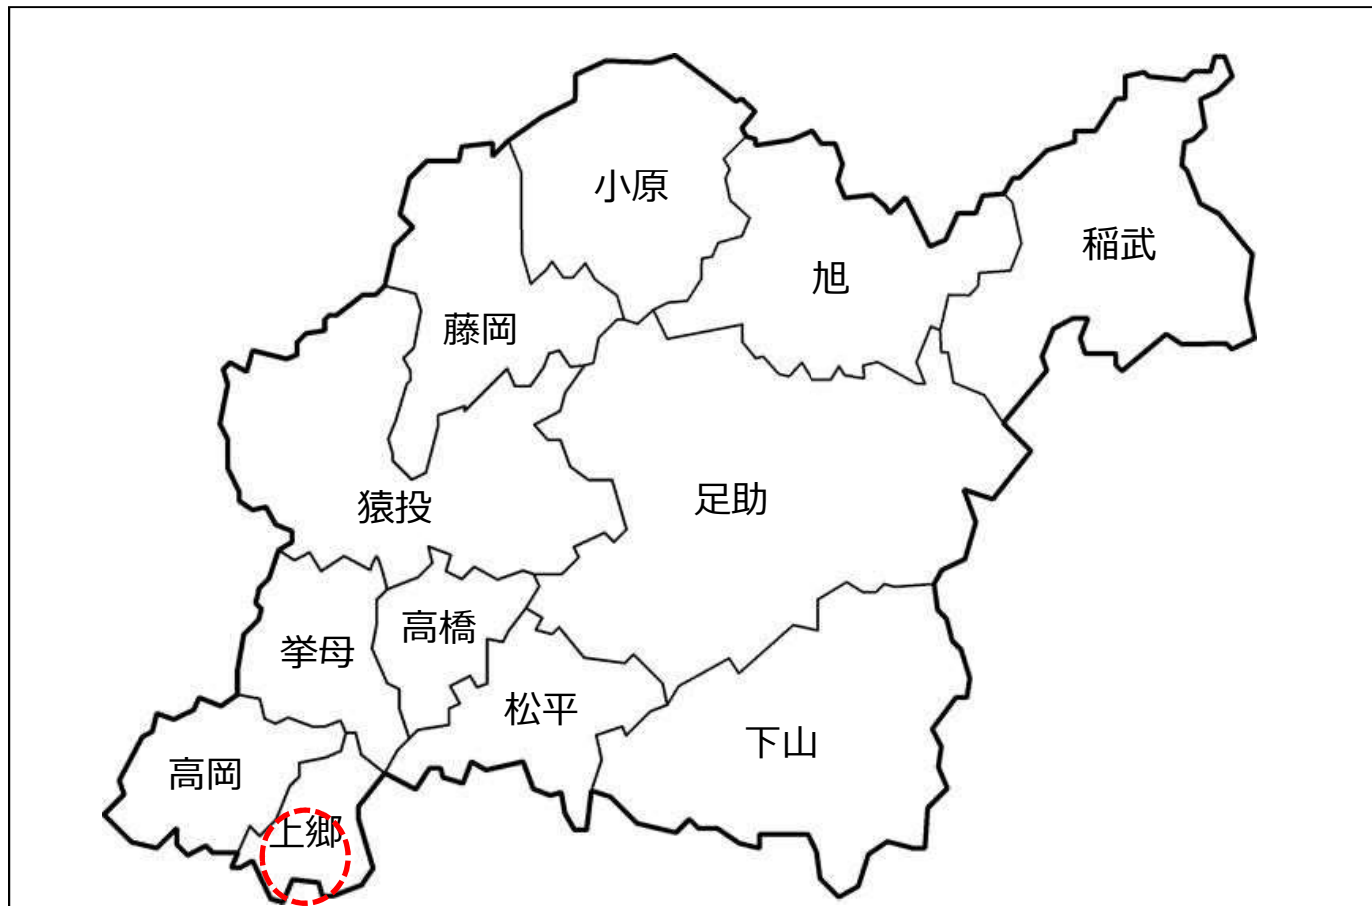 小原
稲武
旭
藤岡
足助
猿投
高橋
挙母
松平
下山
高岡
上郷